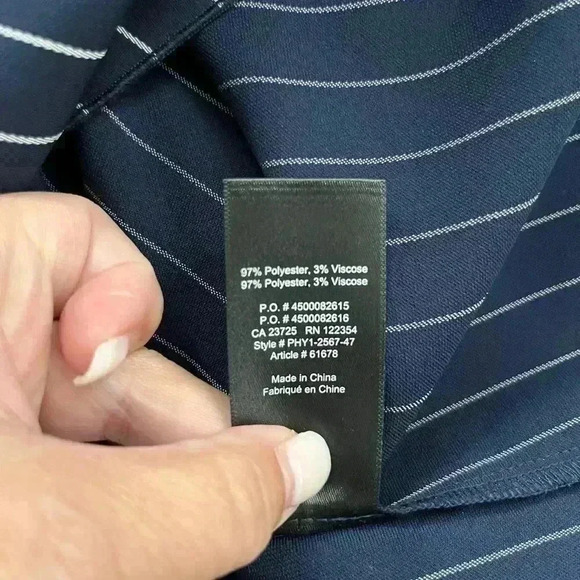 97% Polyester, 3% Viscose
97% Polyester, 3% Viscose
P.O. # 4500082615
P.O. # 4500082616
CA 23725 RN 122354
Style # PHY1-2567-47
Article # 61678
Made in China
Fabriqué en Chine